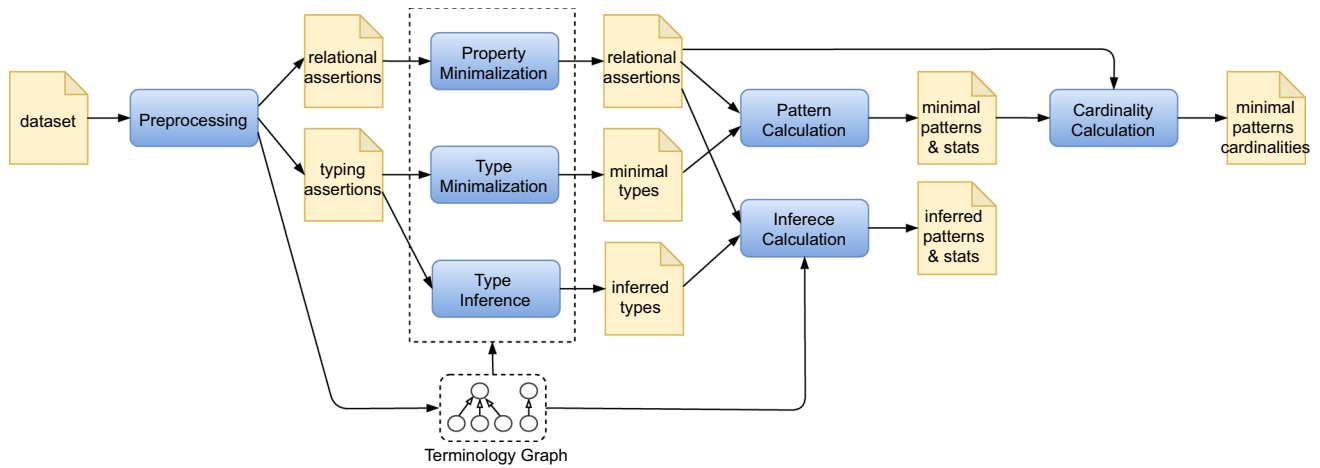 dataset
Preprocessing
relational
assertions
typing
assertions
Property
Minimalization
Type
Minimalization
Type
Inference
Terminology Graph
relational
assertions
minimal
types
inferred
types
Pattern
Calculation
Inferece
Calculation
minimal
patterns
& stats
inferred
patterns
& stats
Cardinality
Calculation
minimal
patterns
cardinalities